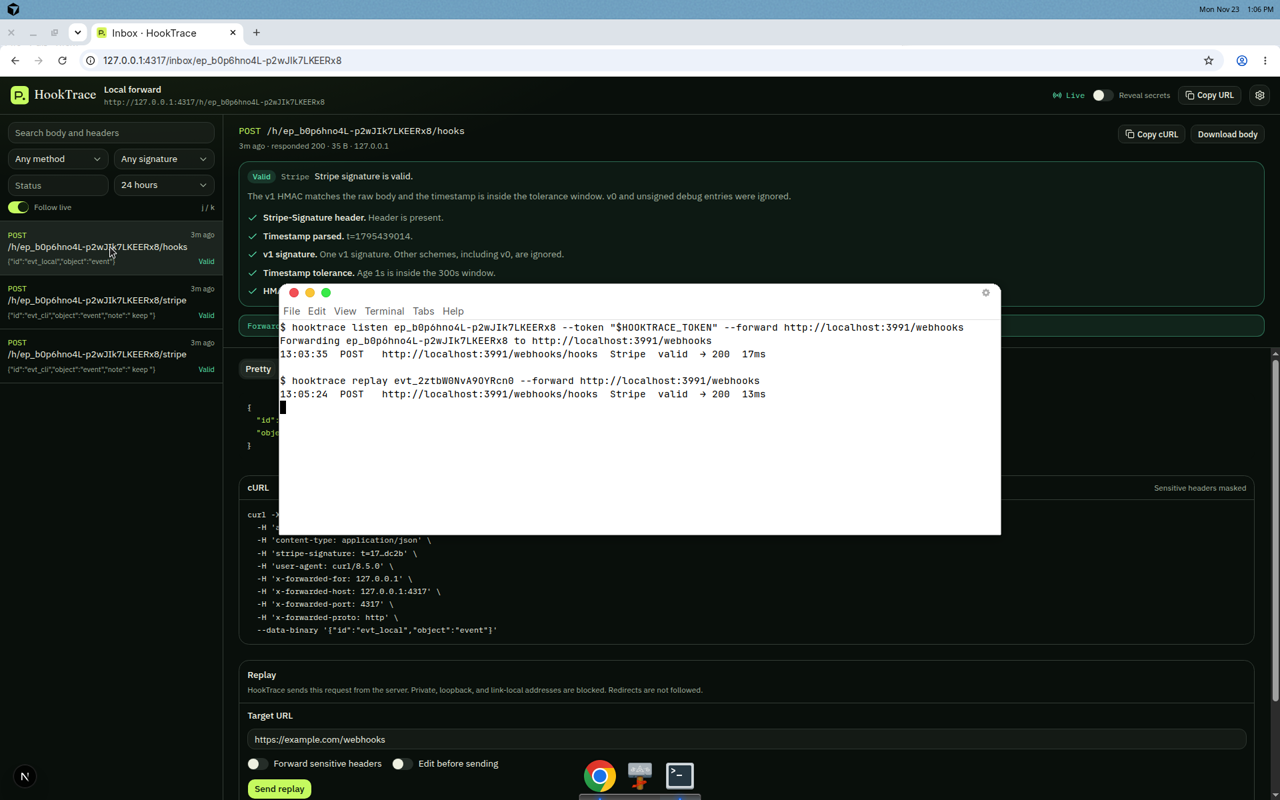 Mon Nov 23 1:06 PM
Inbox · HookTrace
127.0.0.1:4317/inbox/ep_b0p6hno4L-p2wJIk7LKEERx8
HookTrace
Local forward
http://127.0.0.1:4317/h/ep_b0p6hno4L-p2wJIk7LKEERx8
Live
Reveal secrets
Copy URL
Search body and headers
Any method
Any signature
Status
24 hours
Follow live
j / k
POST 3m ago
/h/ep_b0p6hno4L-p2wJIk7LKEERx8/hooks
{"id":"evt_local","object":"event"} Valid
POST 3m ago
/h/ep_b0p6hno4L-p2wJIk7LKEERx8/stripe
{"id":"evt_cli","object":"event","note":" keep "} Valid
POST 3m ago
/h/ep_b0p6hno4L-p2wJIk7LKEERx8/stripe
{"id":"evt_cli","object":"event","note":" keep "} Valid
POST /h/ep_b0p6hno4L-p2wJIk7LKEERx8/hooks
3m ago · responded 200 · 35 B · 127.0.0.1
Copy cURL
Download body
Valid Stripe Stripe signature is valid.
The v1 HMAC matches the raw body and the timestamp is inside the tolerance window. v0 and unsigned debug entries were ignored.
Stripe-Signature header. Header is present.
Timestamp parsed. t=1795439014.
v1 signature. One v1 signature. Other schemes, including v0, are ignored.
Timestamp tolerance. Age 1s is inside the 300s window.
HM
Forwar
File Edit View Terminal Tabs Help
$ hooktrace listen ep_b0p6hno4L-p2wJIk7LKEERx8 --token "$HOOKTRACE_TOKEN" --forward http://localhost:3991/webhooks
Forwarding ep_b0p6hno4L-p2wJIk7LKEERx8 to http://localhost:3991/webhooks
13:03:35 POST http://localhost:3991/webhooks/hooks Stripe valid → 200 17ms
$ hooktrace replay evt_2ztbW0NvA9OYRcn0 --forward http://localhost:3991/webhooks
13:05:24 POST http://localhost:3991/webhooks/hooks Stripe valid → 200 13ms
Pretty
{
"id":
"obje
}
cURL
Sensitive headers masked
curl -X
-H 'a
-H 'content-type: application/json' \
-H 'stripe-signature: t=17…dc2b' \
-H 'user-agent: curl/8.5.0' \
-H 'x-forwarded-for: 127.0.0.1' \
-H 'x-forwarded-host: 127.0.0.1:4317' \
-H 'x-forwarded-port: 4317' \
-H 'x-forwarded-proto: http' \
--data-binary '{"id":"evt_local","object":"event"}'
Replay
HookTrace sends this request from the server. Private, loopback, and link-local addresses are blocked. Redirects are not followed.
Target URL
https://example.com/webhooks
Forward sensitive headers
Edit before sending
Send replay
N